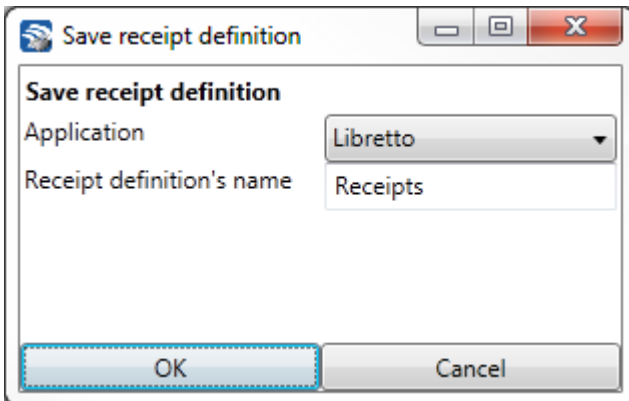 Save receipt definition
Save receipt definition
Application Libretto
Receipt definition's name Receipts
OK Cancel